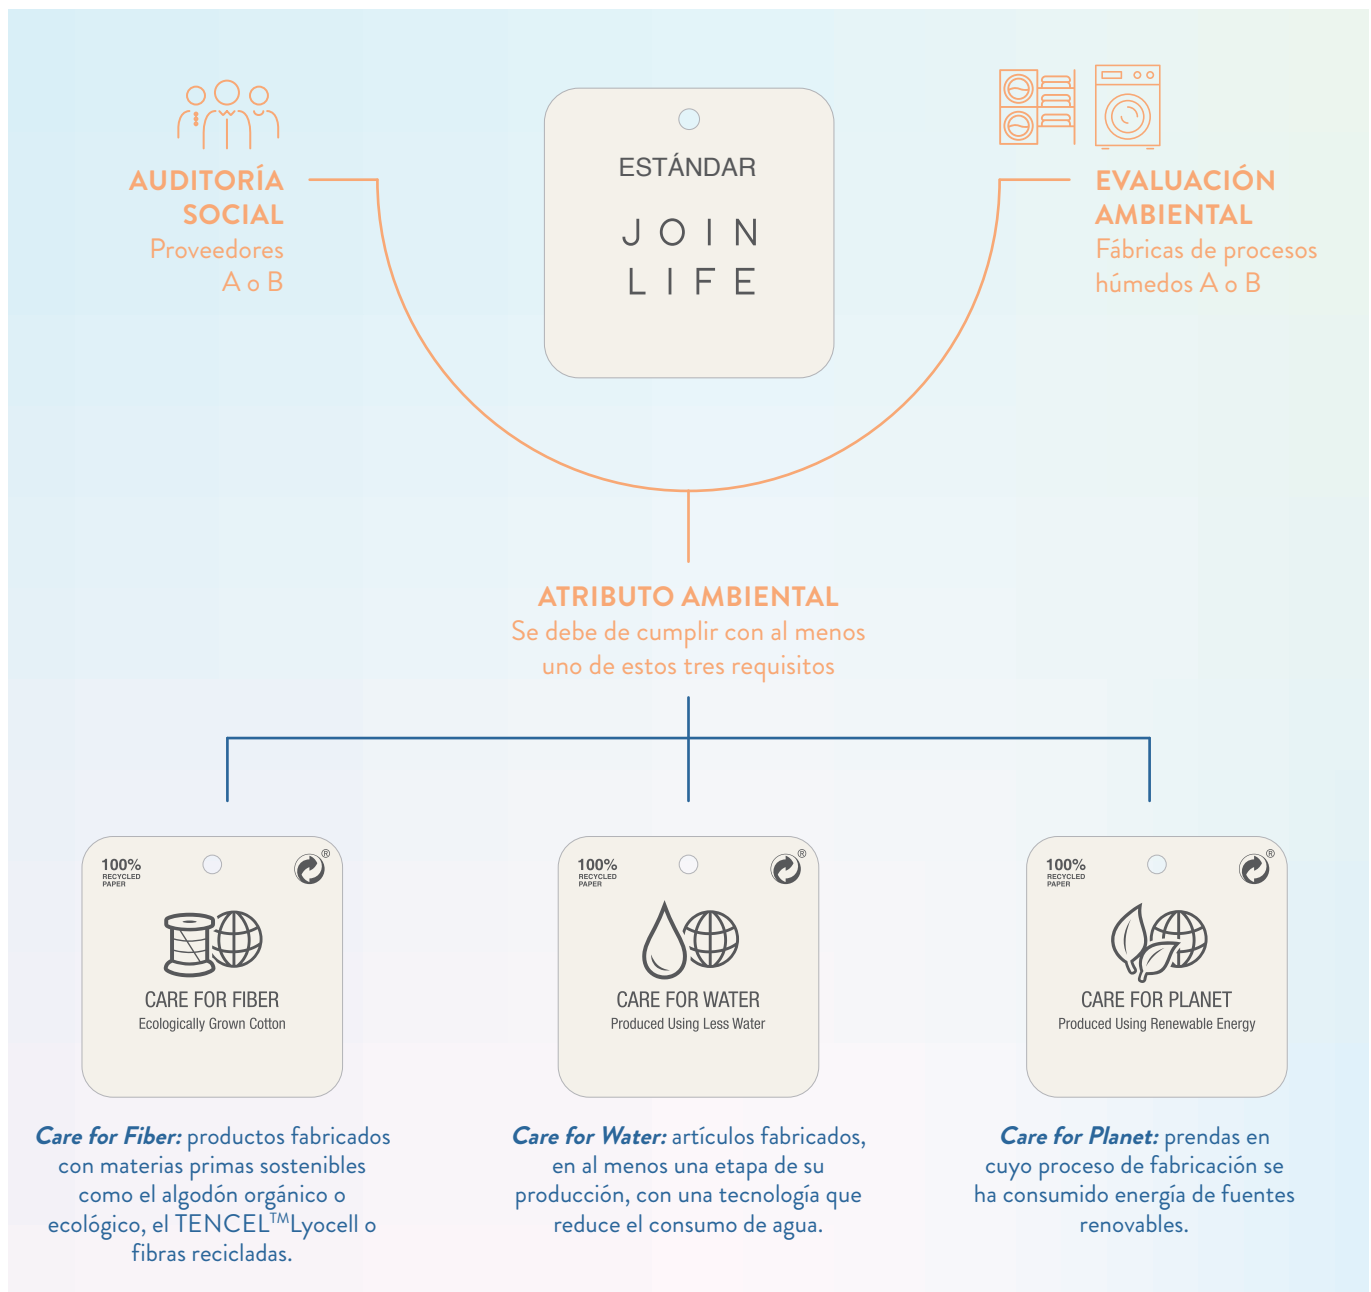 AUDITORÍA
SOCIAL
Proveedores
A o B
ESTÁNDAR
JOIN
LIFE
EVALUACIÓN
AMBIENTAL
Fábricas de procesos
húmedos A o B
ATRIBUTO AMBIENTAL
Se debe de cumplir con al menos
uno de estos tres requisitos
100%
RECYCLED
PAPER
®
CARE FOR FIBER
Ecologically Grown Cotton
100%
RECYCLED
PAPER
®
CARE FOR WATER
Produced Using Less Water
100%
RECYCLED
PAPER
®
CARE FOR PLANET
Produced Using Renewable Energy
Care for Fiber: productos fabricados
con materias primas sostenibles
como el algodón orgánico o
ecológico, el TENCEL™Lyocell o
fibras recicladas.
Care for Water: artículos fabricados,
en al menos una etapa de su
producción, con una tecnología que
reduce el consumo de agua.
Care for Planet: prendas en
cuyo proceso de fabricación se
ha consumido energía de fuentes
renovables.